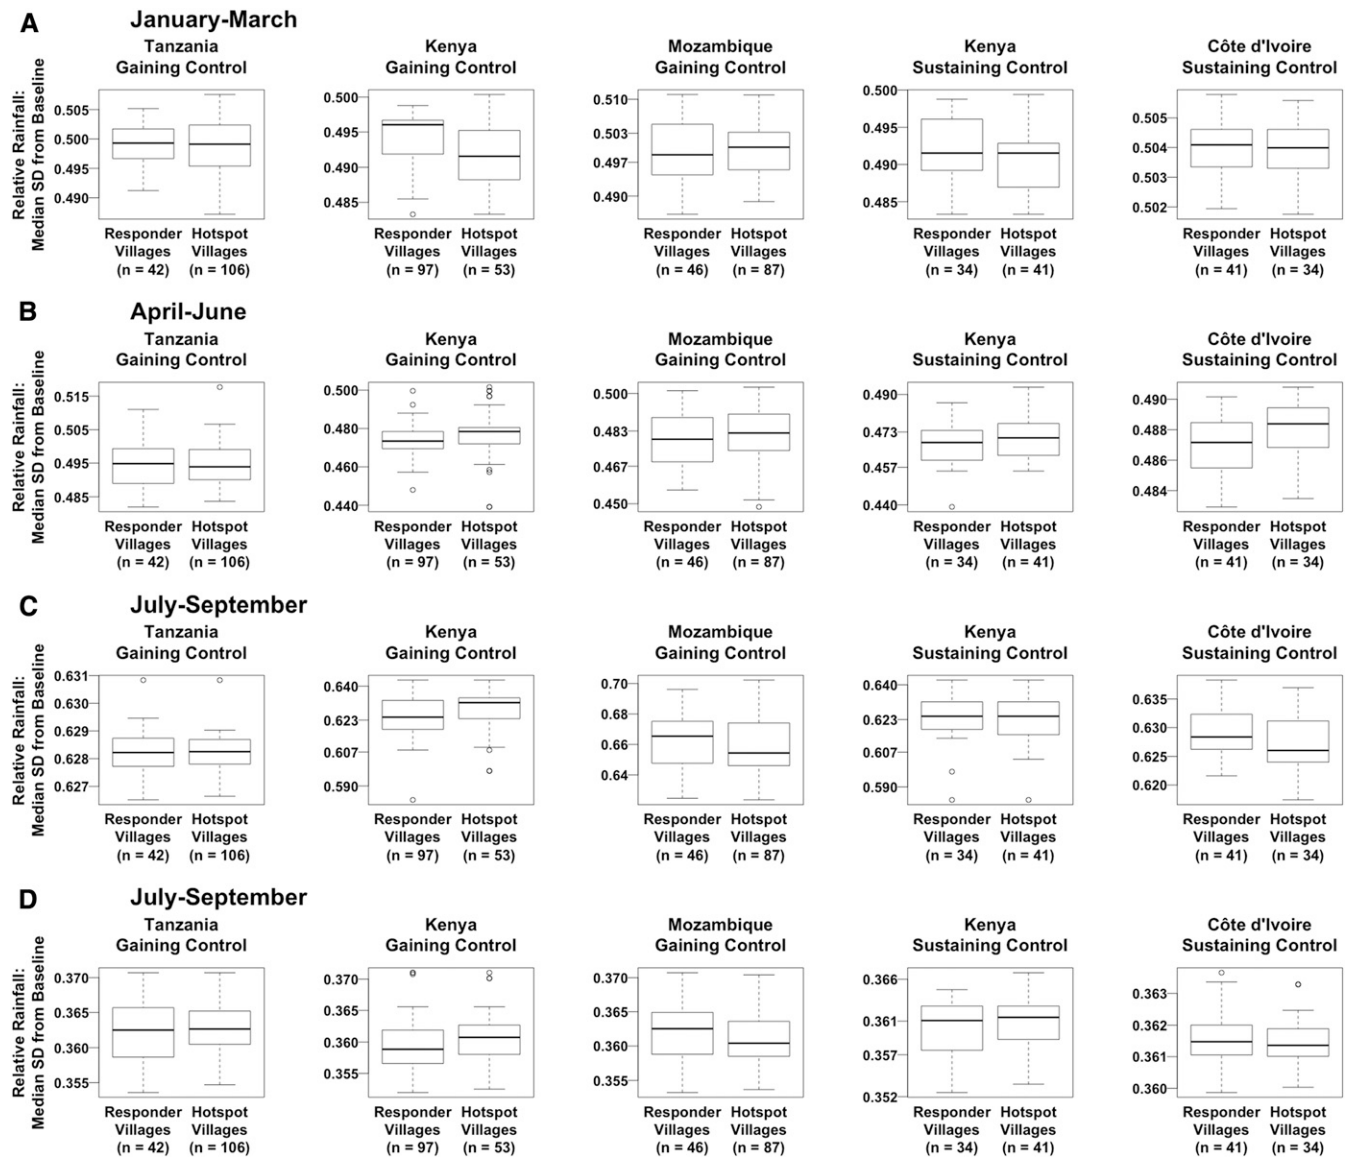 A January-March
Tanzania
Gaining Control
Kenya
Gaining Control
Mozambique
Gaining Control
Kenya
Sustaining Control
Côte d'Ivoire
Sustaining Control
Relative Rainfall:
Median SD from Baseline
0.505
0.500
0.495
0.490
0.500
0.495
0.490
0.485
0.510
0.503
0.497
0.490
0.500
0.495
0.490
0.485
0.505
0.504
0.503
0.502
Responder
Villages
(n = 42)
Hotspot
Villages
(n = 106)
Responder
Villages
(n = 97)
Hotspot
Villages
(n = 53)
Responder
Villages
(n = 46)
Hotspot
Villages
(n = 87)
Responder
Villages
(n = 34)
Hotspot
Villages
(n = 41)
Responder
Villages
(n = 41)
Hotspot
Villages
(n = 34)
B April-June
Tanzania
Gaining Control
Kenya
Gaining Control
Mozambique
Gaining Control
Kenya
Sustaining Control
Côte d'Ivoire
Sustaining Control
Relative Rainfall:
Median SD from Baseline
0.515
0.505
0.495
0.485
0.500
0.480
0.460
0.440
0.500
0.483
0.467
0.450
0.490
0.473
0.457
0.440
0.490
0.488
0.486
0.484
Responder
Villages
(n = 42)
Hotspot
Villages
(n = 106)
Responder
Villages
(n = 97)
Hotspot
Villages
(n = 53)
Responder
Villages
(n = 46)
Hotspot
Villages
(n = 87)
Responder
Villages
(n = 34)
Hotspot
Villages
(n = 41)
Responder
Villages
(n = 41)
Hotspot
Villages
(n = 34)
C July-September
Tanzania
Gaining Control
Kenya
Gaining Control
Mozambique
Gaining Control
Kenya
Sustaining Control
Côte d'Ivoire
Sustaining Control
Relative Rainfall:
Median SD from Baseline
0.631
0.630
0.629
0.628
0.627
0.640
0.623
0.607
0.590
0.70
0.68
0.66
0.64
0.640
0.623
0.607
0.590
0.635
0.630
0.625
0.620
Responder
Villages
(n = 42)
Hotspot
Villages
(n = 106)
Responder
Villages
(n = 97)
Hotspot
Villages
(n = 53)
Responder
Villages
(n = 46)
Hotspot
Villages
(n = 87)
Responder
Villages
(n = 34)
Hotspot
Villages
(n = 41)
Responder
Villages
(n = 41)
Hotspot
Villages
(n = 34)
D July-September
Tanzania
Gaining Control
Kenya
Gaining Control
Mozambique
Gaining Control
Kenya
Sustaining Control
Côte d'Ivoire
Sustaining Control
Relative Rainfall:
Median SD from Baseline
0.370
0.365
0.360
0.355
0.370
0.365
0.360
0.355
0.370
0.365
0.360
0.355
0.366
0.361
0.357
0.352
0.363
0.362
0.361
0.360
Responder
Villages
(n = 42)
Hotspot
Villages
(n = 106)
Responder
Villages
(n = 97)
Hotspot
Villages
(n = 53)
Responder
Villages
(n = 46)
Hotspot
Villages
(n = 87)
Responder
Villages
(n = 34)
Hotspot
Villages
(n = 41)
Responder
Villages
(n = 41)
Hotspot
Villages
(n = 34)